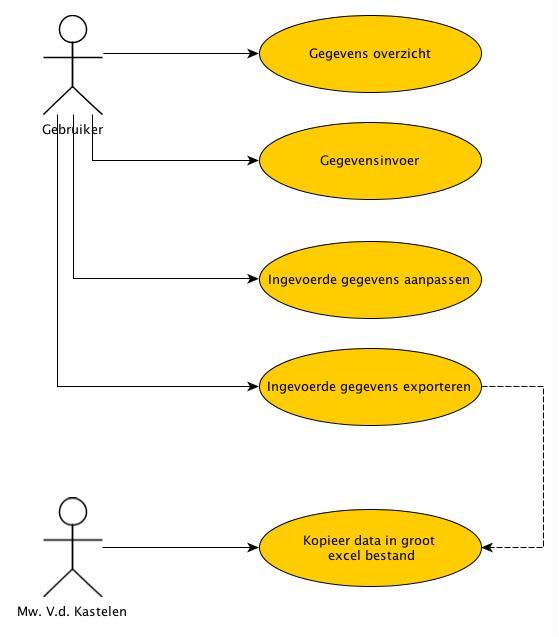 Gegevens overzicht
Gebruiker
Gegevensinvoer
Ingevoerde gegevens aanpassen
Ingevoerde gegevens exporteren
Kopieer data in groot
excel bestand
Mw. V.d. Kastelen